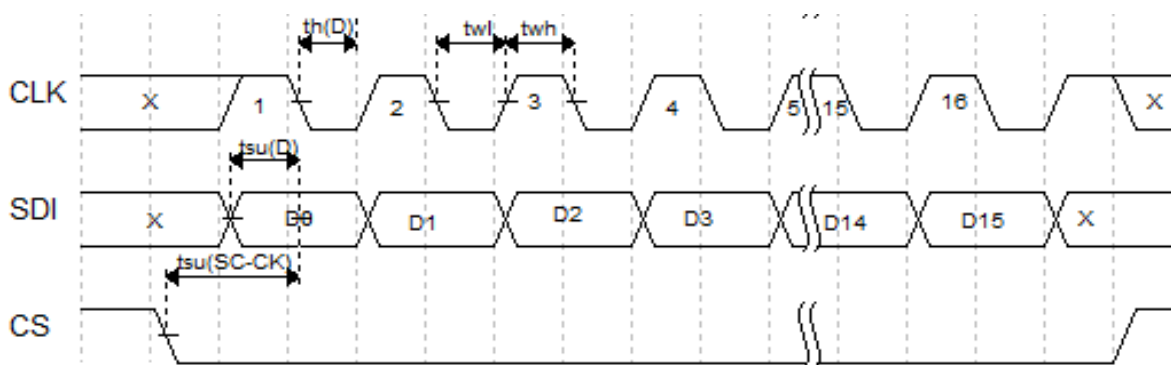 th(D) twl twh
CLK X 1 2 3 4 5 15 16 X
tsu(D)
SDI X D0 D1 D2 D3 D14 D15 X
tsu(SC-CK)
CS